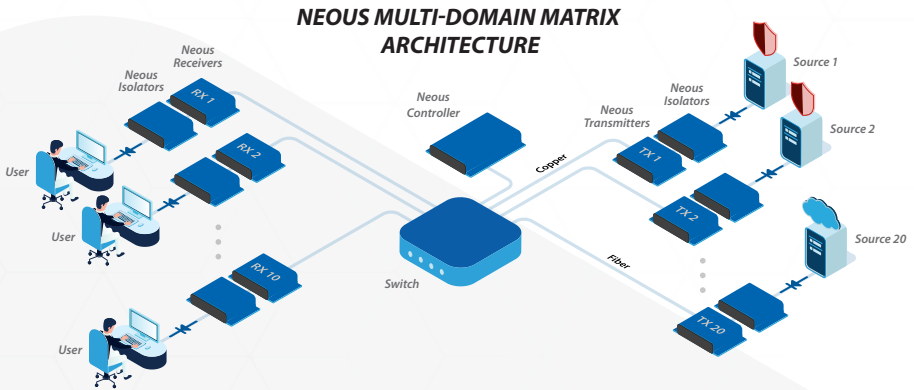 NEOUS MULTI-DOMAIN MATRIX
ARCHITECTURE
Neous
Receivers
Neous
Isolators
RX 1
RX 2
RX 10
User
User
User
Neous
Controller
Switch
Copper
Fiber
Neous
Transmitters
Neous
Isolators
TX 1
TX 2
TX 20
Source 1
Source 2
Source 20